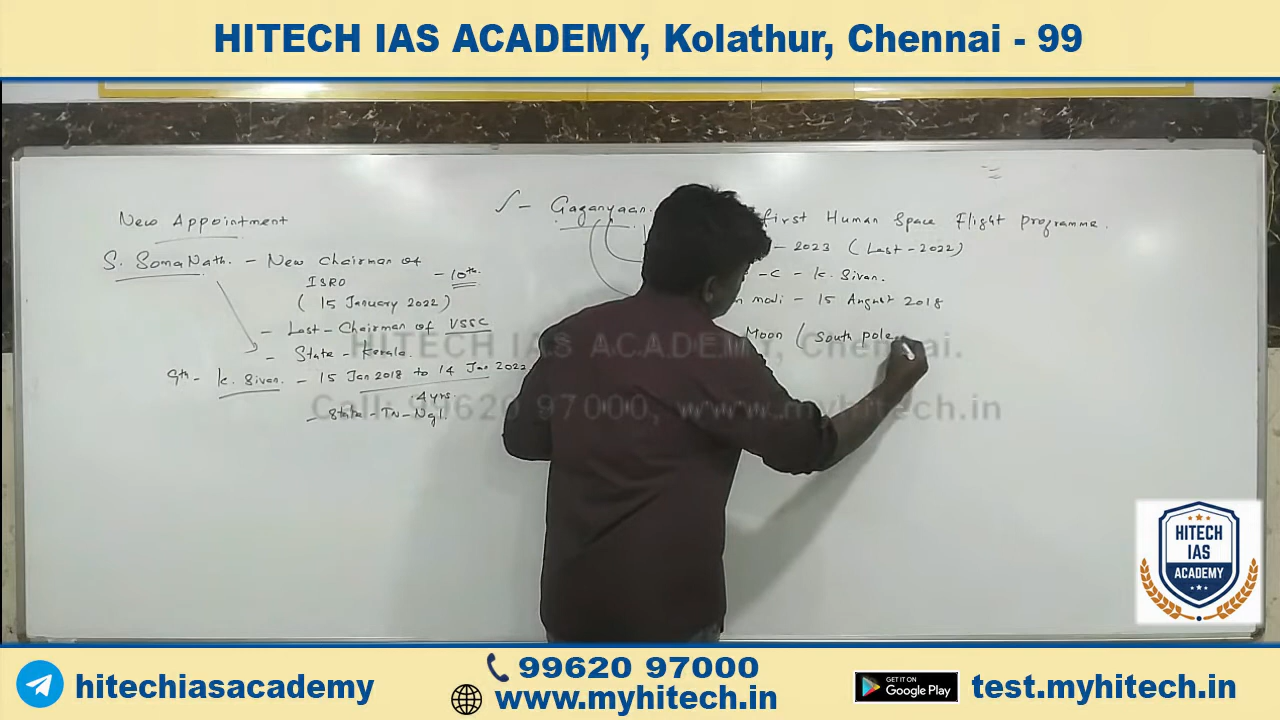 HITECH IAS ACADEMY, Kolathur, Chennai - 99
New Appointment
S. SomaNath. - New Chairman of
ISRO - 10th.
( 15 January 2022 )
- Last - Chairman of VSSC
- State - Kerala.
9th - K. Sivan. - 15 Jan 2018 to 14 Jan 2022
4 yrs.
- State - TN - Ngl.
Gaganyaan.
First Human Space Flight programme.
- 2023 ( Last - 2022 )
- C - K. Sivan.
modi - 15 August 2018
Moon ( South pole
HITECH IAS ACADEMY, Chennai.
Call: 99620 97000, www.myhitech.in
HITECH
IAS
ACADEMY
hitechiasacademy
99620 97000
www.myhitech.in
GET IT ON
Google Play
test.myhitech.in